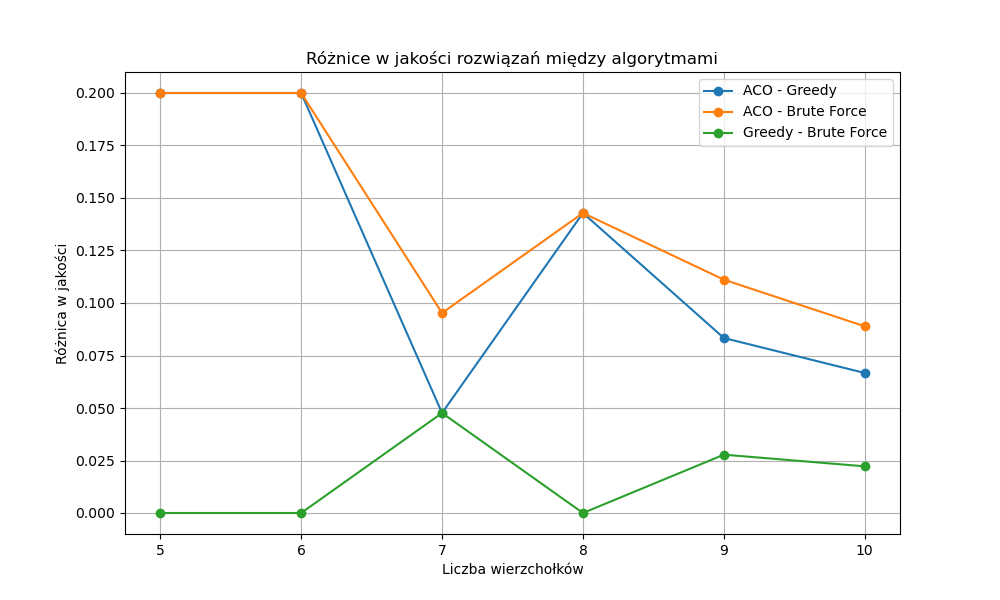 Różnice w jakości rozwiązań między algorytmami
ACO - Greedy
ACO - Brute Force
Greedy - Brute Force
Różnica w jakości
0.200
0.175
0.150
0.125
0.100
0.075
0.050
0.025
0.000
5 6 7 8 9 10
Liczba wierzchołków